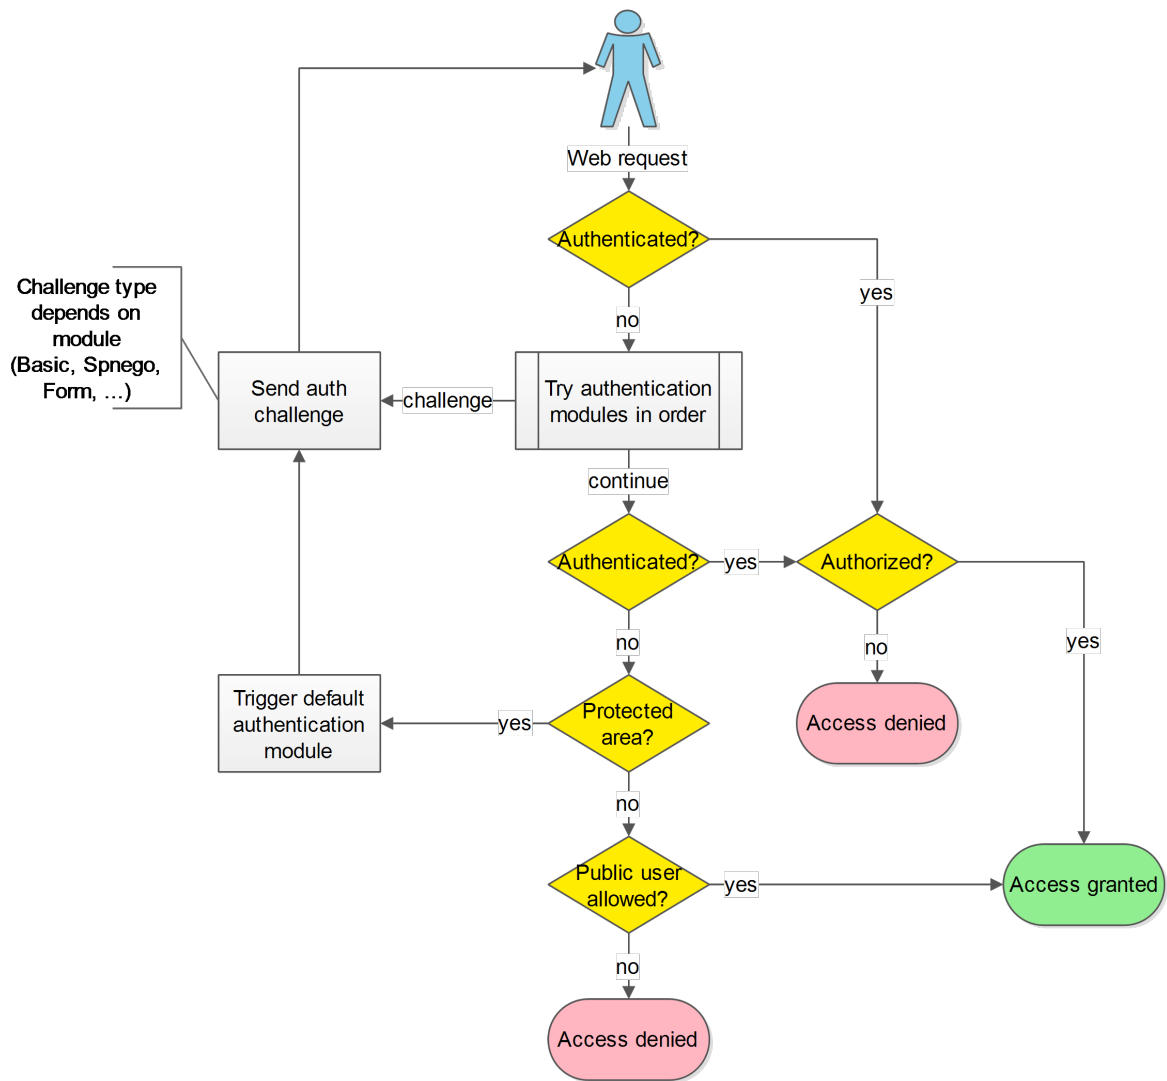 Web request
Authenticated?
yes
no
Challenge type
depends on
module
(Basic, Spnego,
Form, …)
Send auth
challenge
challenge
Try authentication
modules in order
continue
Authenticated?
yes
Authorized?
no
no
yes
Trigger default
authentication
module
yes
Protected
area?
Access denied
no
Public user
allowed?
yes
Access granted
no
Access denied